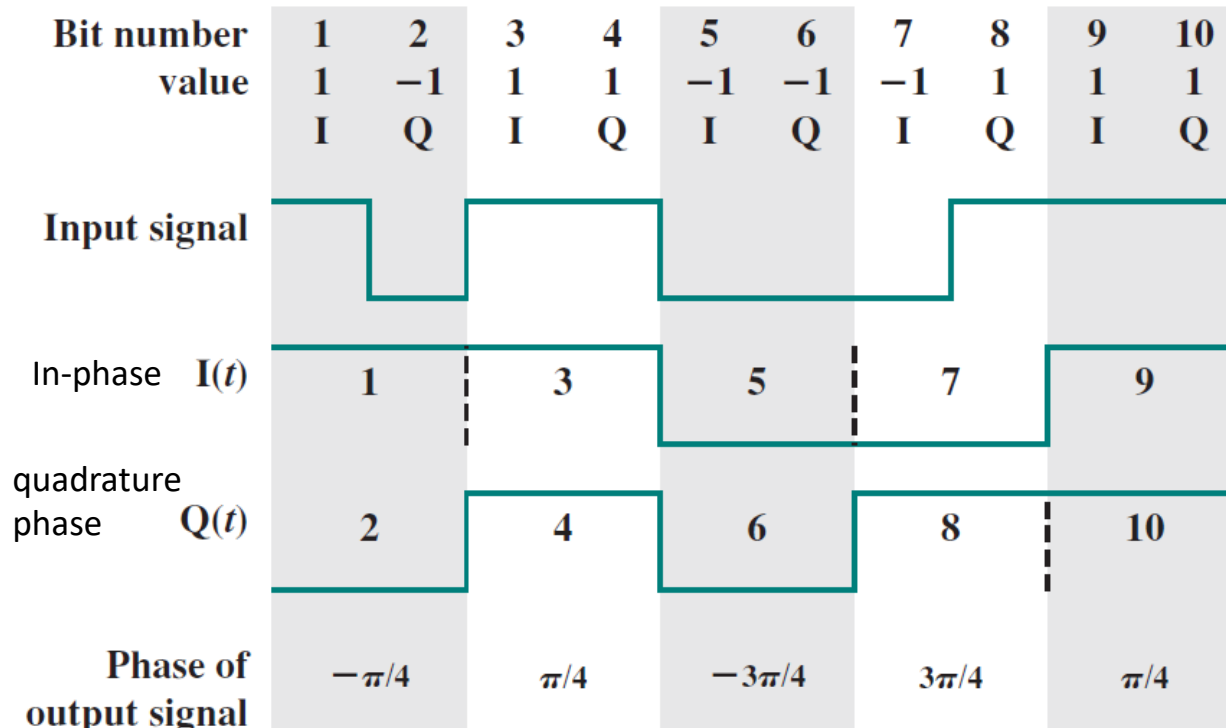 Bit number 1 2 3 4 5 6 7 8 9 10
value 1 −1 1 1 −1 −1 −1 1 1 1
I Q I Q I Q I Q I Q
Input signal
In-phase I(t) 1 3 5 7 9
quadrature
phase Q(t) 2 4 6 8 10
Phase of −π/4 π/4 −3π/4 3π/4 π/4
output signal